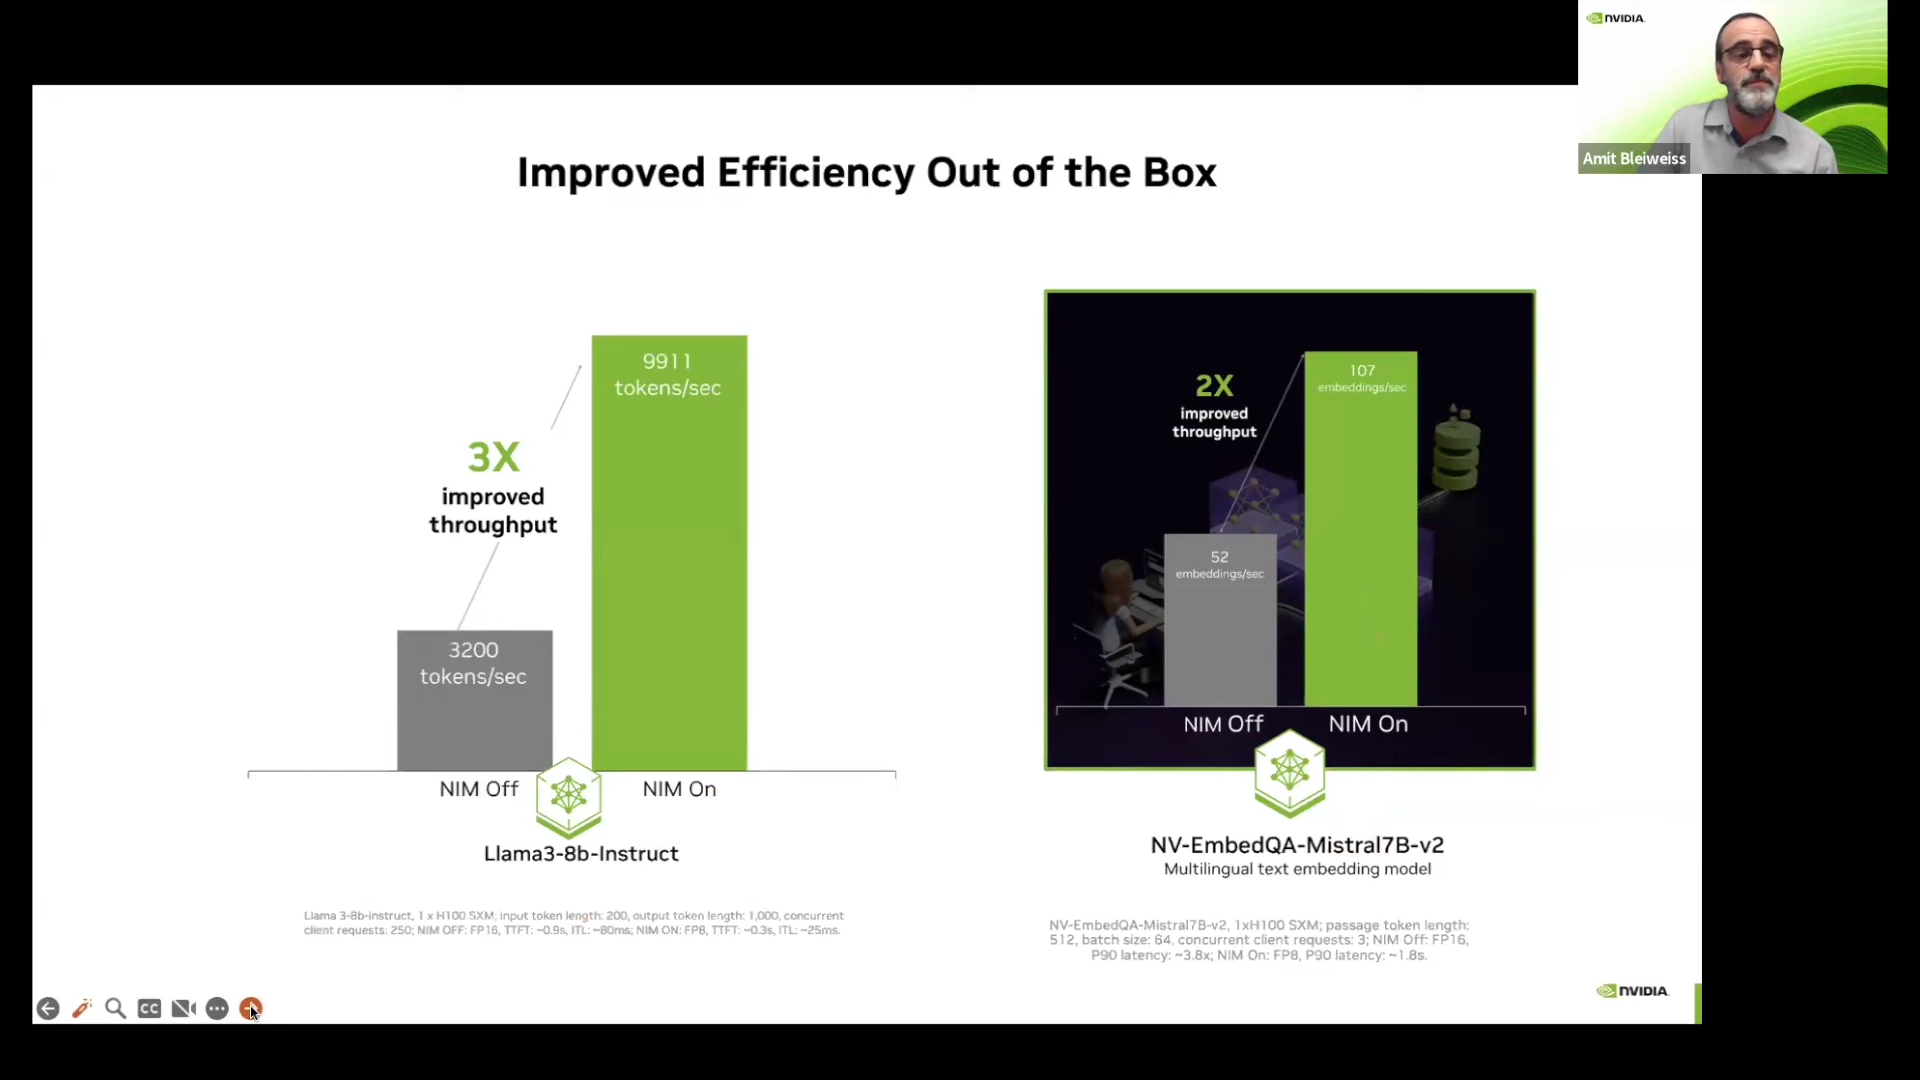 NVIDIA.
Amit Bleiweiss
Improved Efficiency Out of the Box
9911
tokens/sec
3X
improved
throughput
3200
tokens/sec
NIM Off
NIM On
Llama3-8b-Instruct
Llama 3-8b-instruct, 1 x H100 SXM; input token length: 200, output token length: 1,000, concurrent
client requests: 250; NIM OFF: FP16, TTFT: ~0.9s, ITL: ~80ms; NIM ON: FP8, TTFT: ~0.3s, ITL: ~25ms.
107
embeddings/sec
2X
improved
throughput
52
embeddings/sec
NIM Off
NIM On
NV-EmbedQA-Mistral7B-v2
Multilingual text embedding model
NV-EmbedQA-Mistral7B-v2, 1xH100 SXM; passage token length:
512, batch size: 64, concurrent client requests: 3; NIM Off: FP16,
P90 latency: ~3.8x; NIM On: FP8, P90 latency: ~1.8s.
CC
NVIDIA.